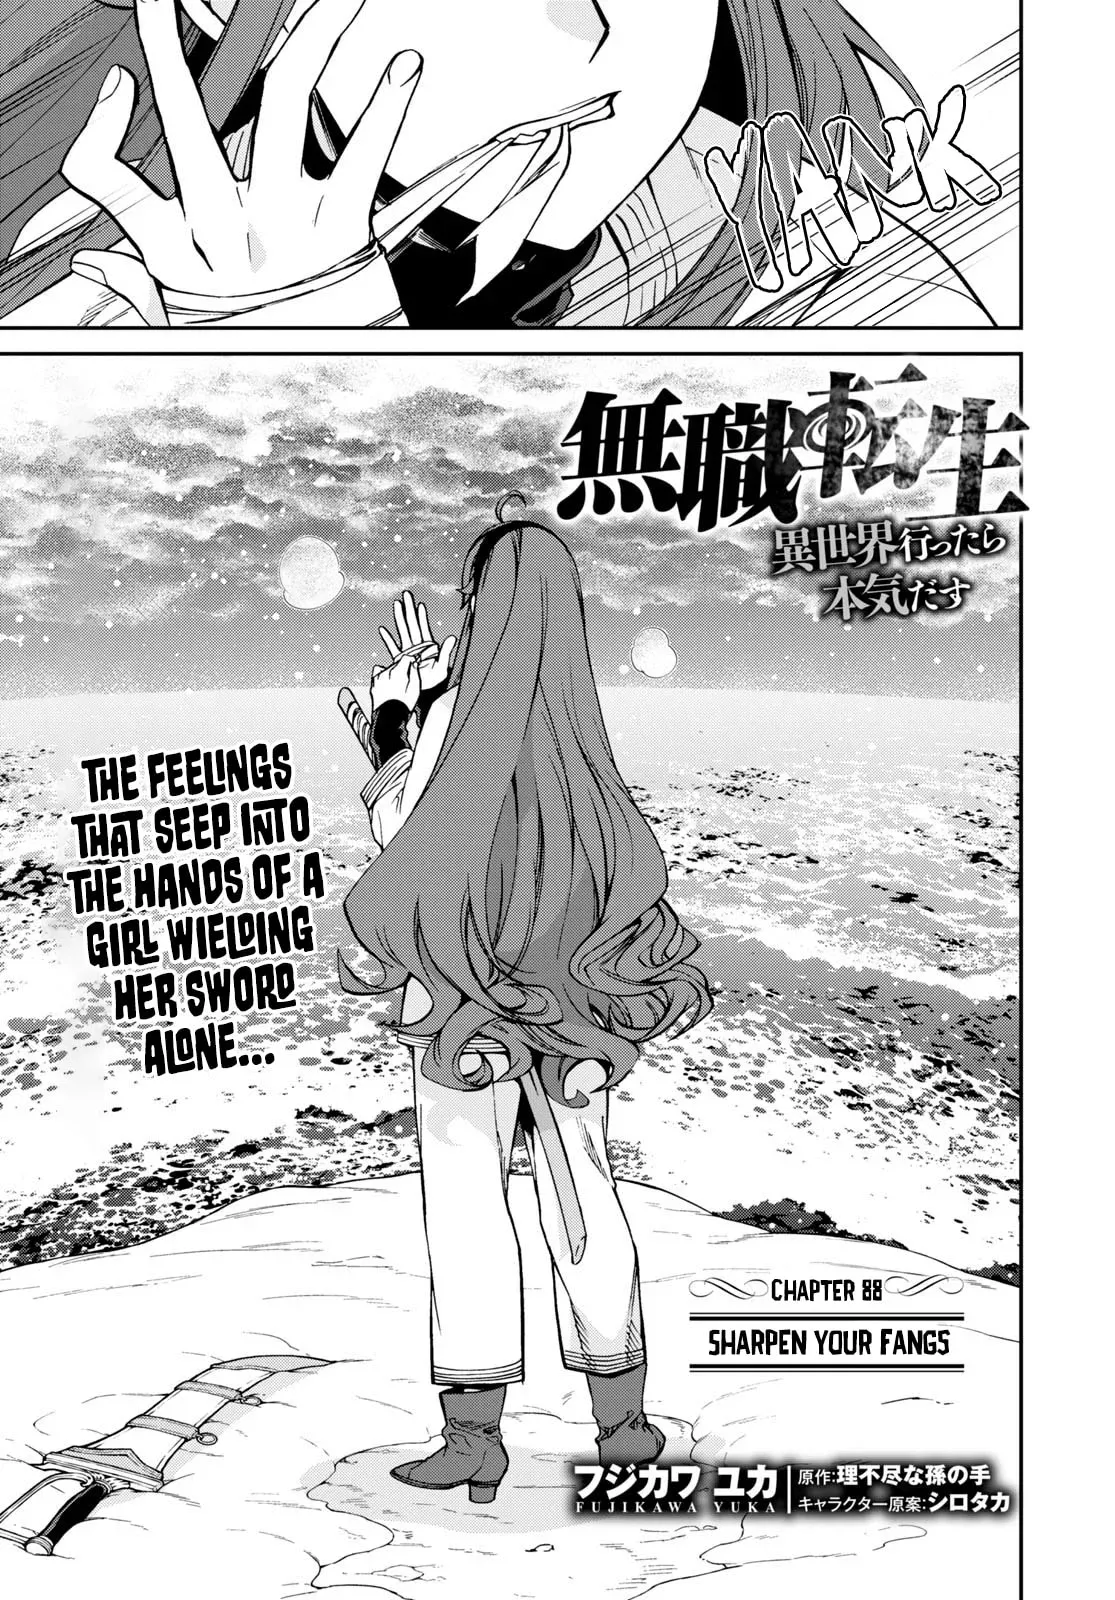 YANK
無職転生
異世界行ったら
本気だす
THE FEELINGS
THAT SEEP INTO
THE HANDS OF A
GIRL WIELDING
HER SWORD
ALONE...
CHAPTER 88
SHARPEN YOUR FANGS
フジカワ ユカ
FUJIKAWA YUKA
原作:理不尽な孫の手
キャラクター原案:シロタカ